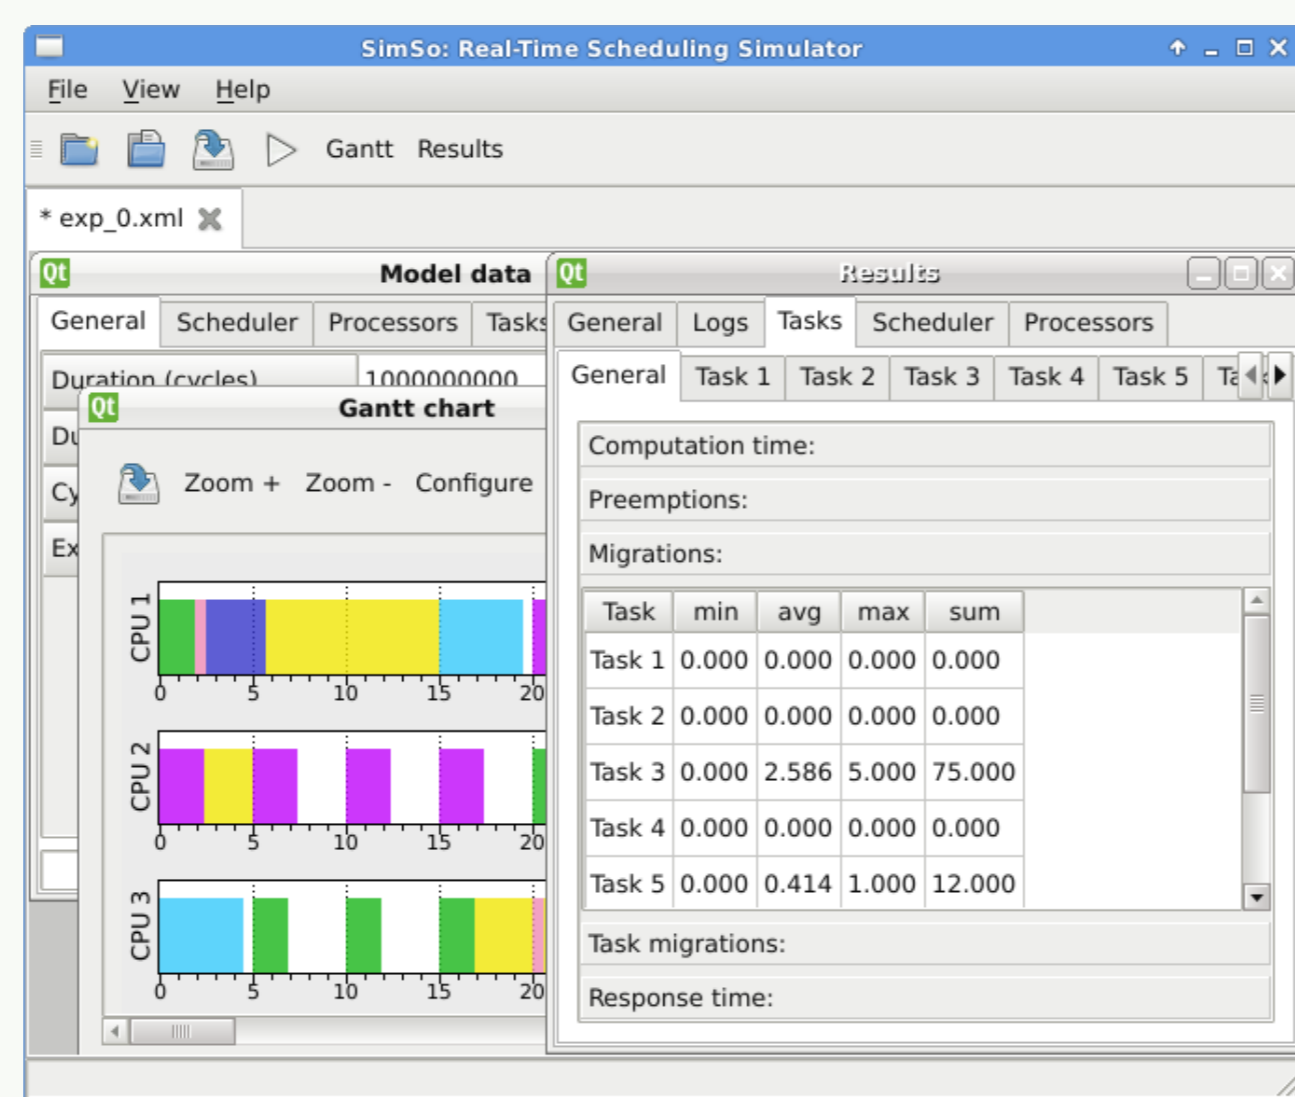 SimSo: Real-Time Scheduling Simulator
File View Help
Gantt Results
* exp_0.xml
Qt Model data
General Scheduler Processors Tasks
Duration (cycles) 1000000000
Qt Gantt chart
Zoom + Zoom - Configure
CPU 1
0 5 10 15 20
CPU 2
0 5 10 15 20
CPU 3
0 5 10 15 20
Qt Results
General Logs Tasks Scheduler Processors
General Task 1 Task 2 Task 3 Task 4 Task 5
Computation time:
Preemptions:
Migrations:
Task min avg max sum
Task 1 0.000 0.000 0.000 0.000
Task 2 0.000 0.000 0.000 0.000
Task 3 0.000 2.586 5.000 75.000
Task 4 0.000 0.000 0.000 0.000
Task 5 0.000 0.414 1.000 12.000
Task migrations:
Response time: